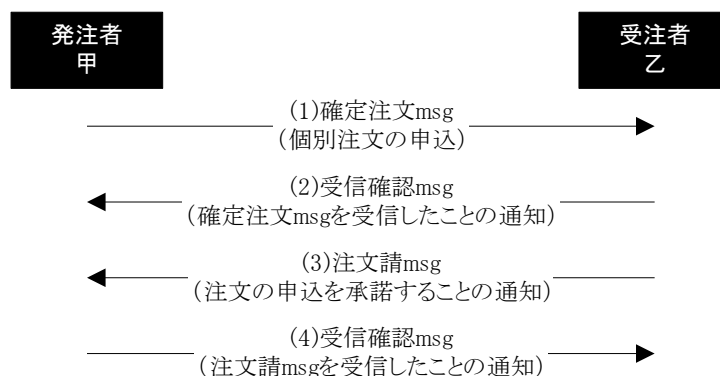 発注者
甲
受注者
乙
(1)確定注文msg
(個別注文の申込)
(2)受信確認msg
(確定注文msgを受信したことの通知)
(3)注文請msg
(注文の申込を承諾することの通知)
(4)受信確認msg
(注文請msgを受信したことの通知)